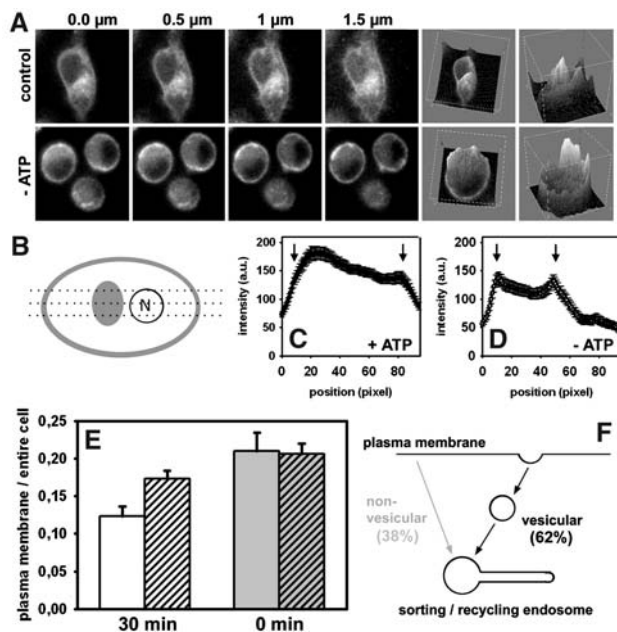 A
0.0 µm 0.5 µm 1 µm 1.5 µm
control
- ATP
B
N
intensity (a.u.)
200
150
100
50
0
C
+ ATP
0 20 40 60 80
position (pixel)
intensity (a.u.)
200
150
100
50
0
D
- ATP
0 20 40 60 80
position (pixel)
E
plasma membrane / entire cell
0,25
0,20
0,15
0,10
0,05
0,00
30 min 0 min
F
plasma membrane
non-
vesicular
(38%)
vesicular
(62%)
sorting / recycling endosome